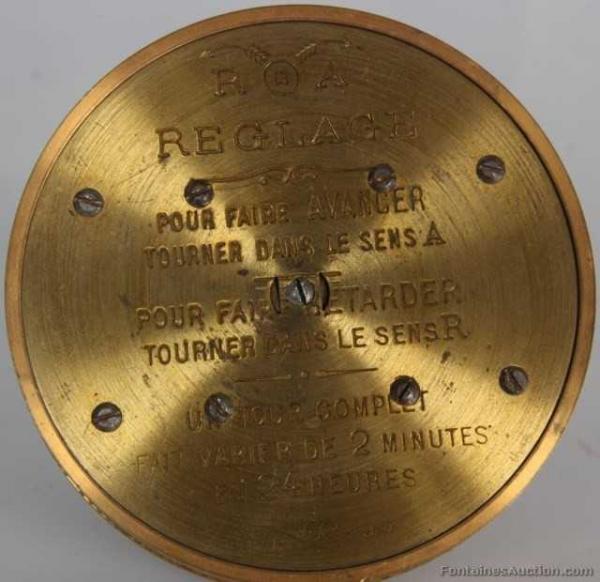 R B A
REGLAGE
POUR FAIRE AVANCER
TOURNER DANS LE SENS A
POUR FAIRE RETARDER
TOURNER DANS LE SENS R
UN TOUR COMPLET
FAIT VARIER DE 2 MINUTES
EN 24 HEURES
FontainesAuction.com